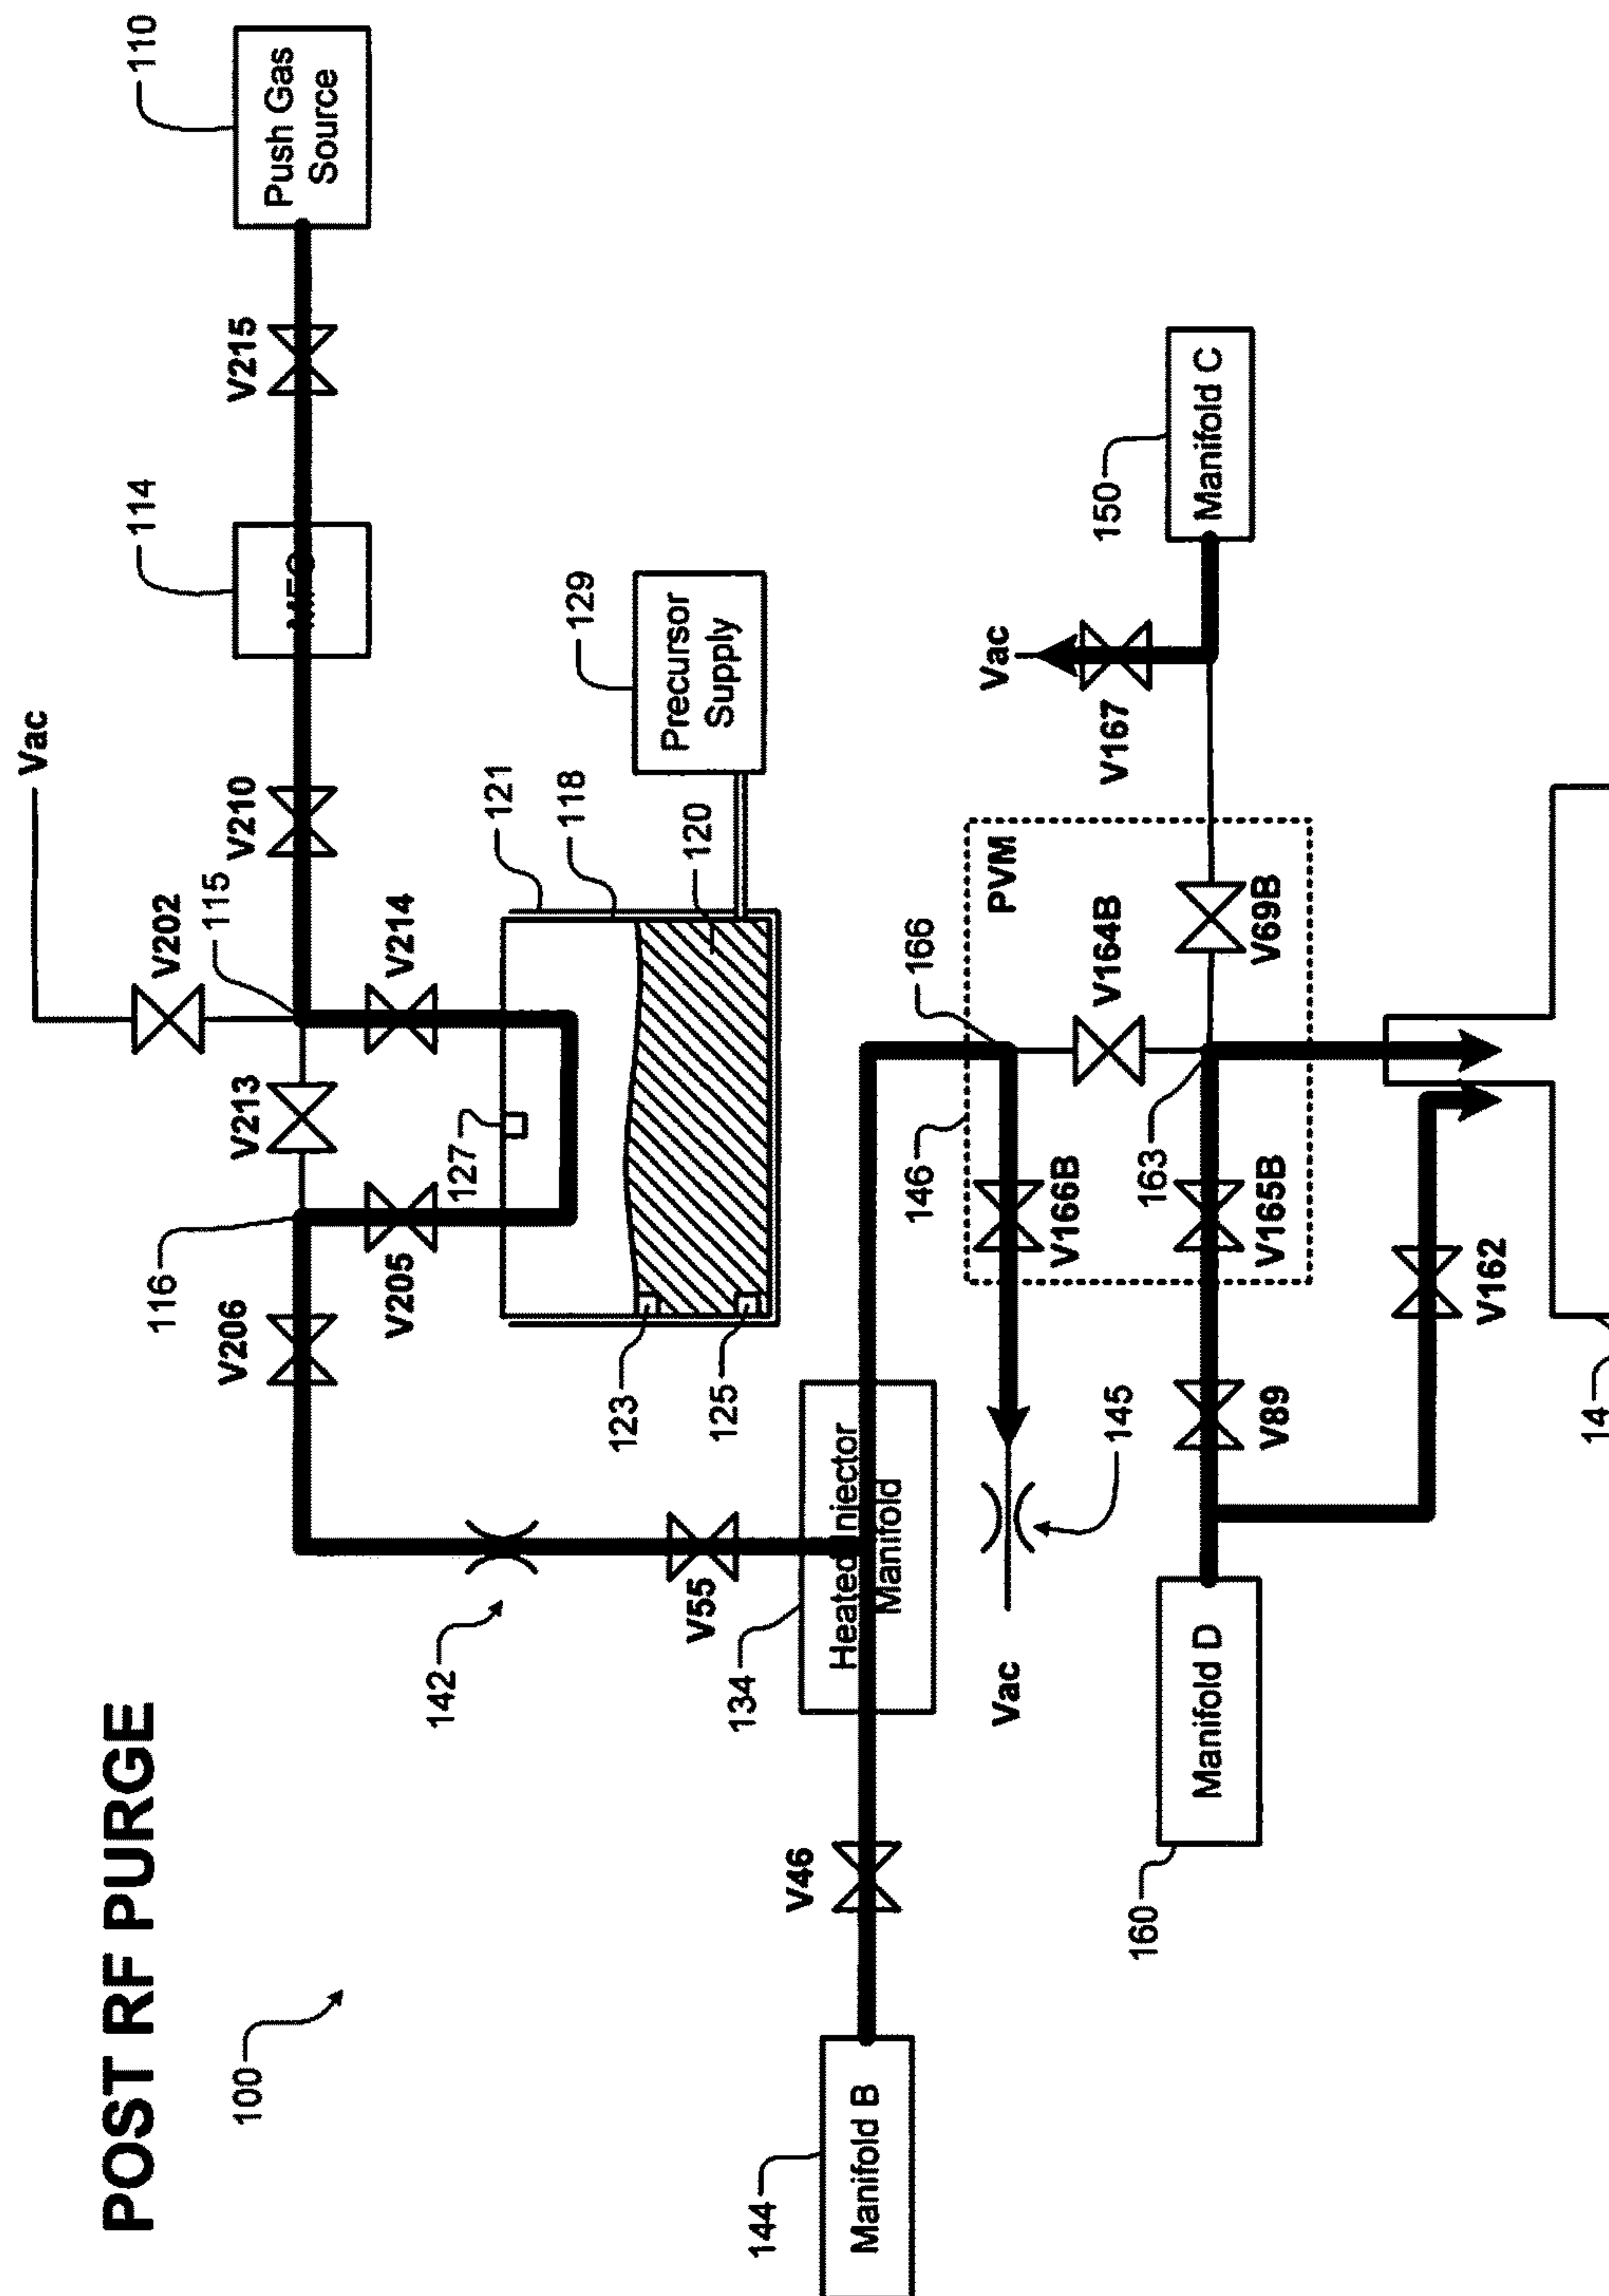 POST RF PURGE
100
110
Push Gas
Source
V215
114
Vac
V210
V202
115
V214
V213
116
V205
V206
127
121
118
120
129
Precursor
Supply
123
125
142
V55
134
Heated Injector
Manifold
V46
144
Manifold B
166
146
PVM
V164B
V69B
163
V166B
V165B
Vac
V167
150
Manifold C
145
Vac
V89
V162
160
Manifold D
14